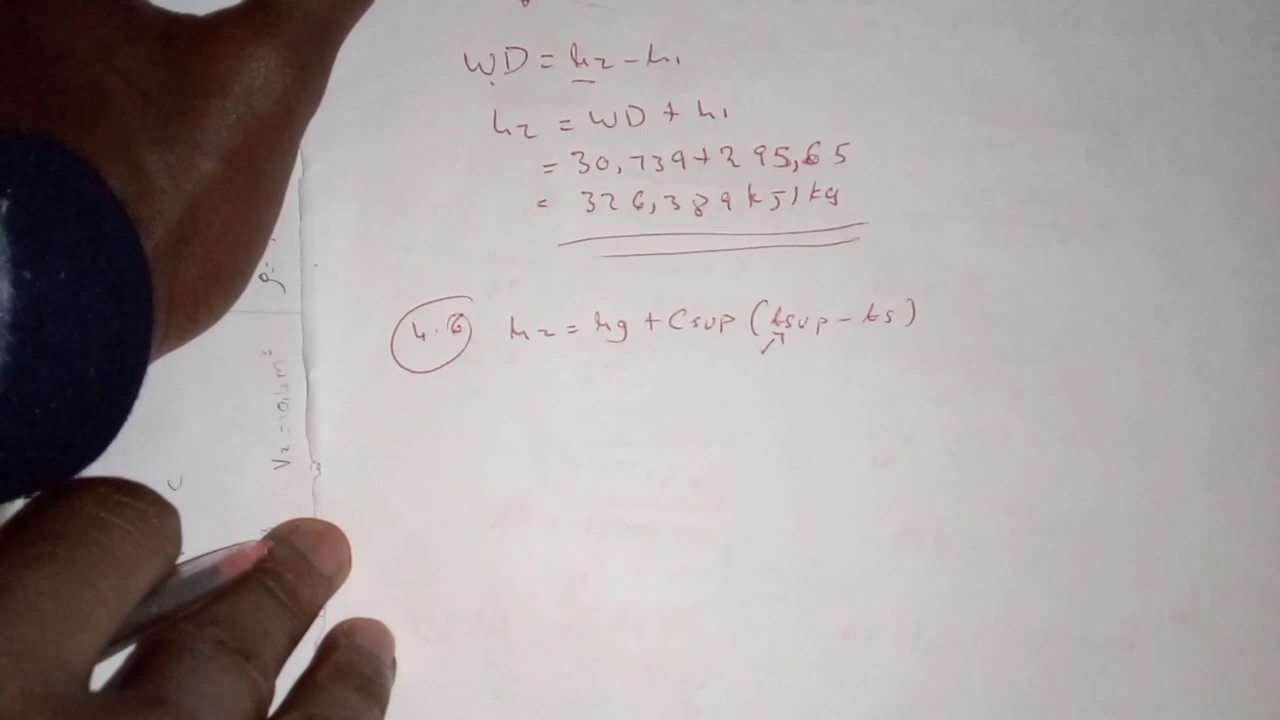 WD = h2 - h1
h2 = WD + h1
= 30,739 + 295,65
= 326,389 kJ/kg
4.6 h2 = hg + Csup (tsup - ts)